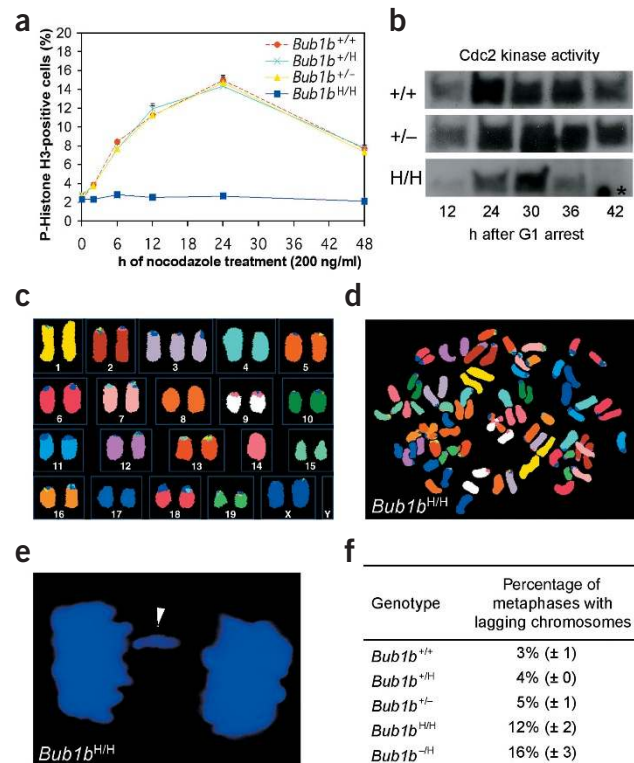 a
P-Histone H3-positive cells (%)
20
18
16
14
12
10
8
6
4
2
0
0 6 12 18 24 30 36 42 48
h of nocodazole treatment (200 ng/ml)
Bub1b+/+
Bub1b+/H
Bub1b+/–
Bub1bH/H
b
Cdc2 kinase activity
+/+
+/–
H/H
*
12 24 30 36 42
h after G1 arrest
c
1 2 3 4 5
6 7 8 9 10
11 12 13 14 15
16 17 18 19 X Y
d
Bub1bH/H
e
Bub1bH/H
f
Genotype
Percentage of
metaphases with
lagging chromosomes
Bub1b+/+ 3% (± 1)
Bub1b+/H 4% (± 0)
Bub1b+/– 5% (± 1)
Bub1bH/H 12% (± 2)
Bub1b–/H 16% (± 3)